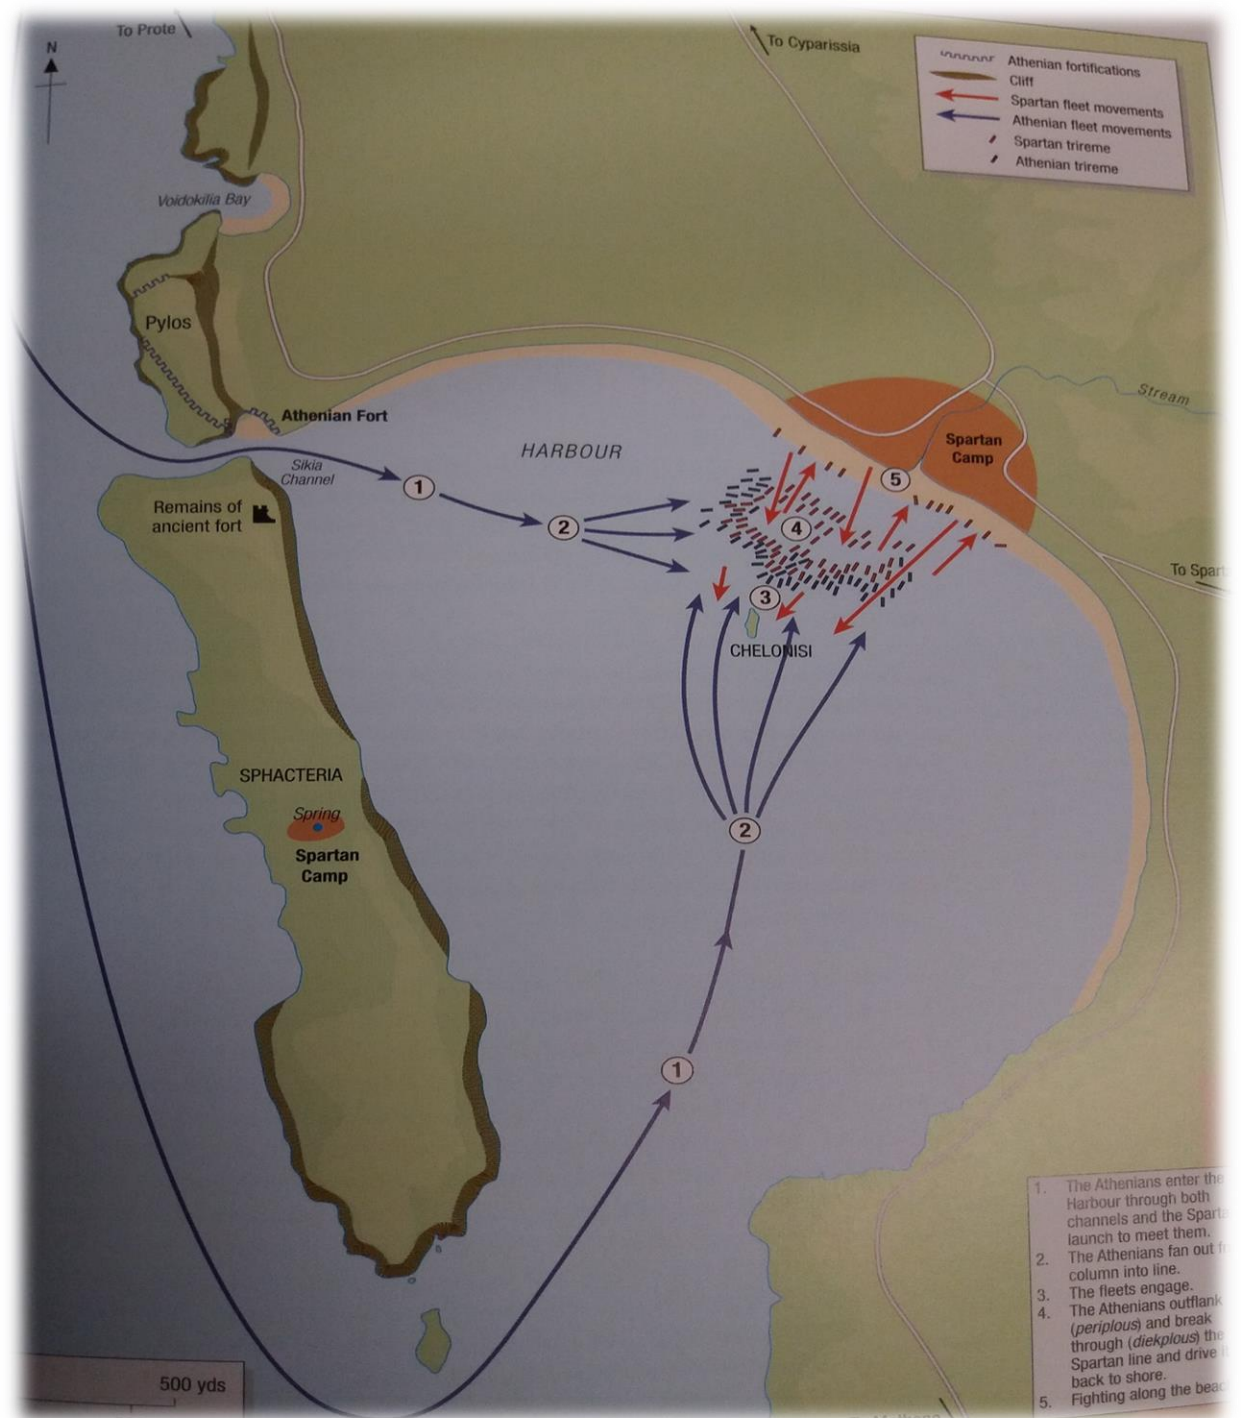 To Prote
N
To Cyparissia
Athenian fortifications
Cliff
Spartan fleet movements
Athenian fleet movements
Spartan trireme
Athenian trireme
Voidokilia Bay
Pylos
Athenian Fort
Stream
HARBOUR
Spartan
Camp
Sikia
Channel
1
5
Remains of
ancient fort
2
4
To
3
CHELONISI
SPHACTERIA
Spring
2
Spartan
Camp
1
1. The Athenians enter the
Harbour through both
channels and the
launch to meet them.
2. The Athenians fan out
column into line.
3. The fleets engage.
4. The Athenians outflank
(periplous) and break
through (diekplous) the
Spartan line and drive
back to shore.
5. Fighting along the
500 yds